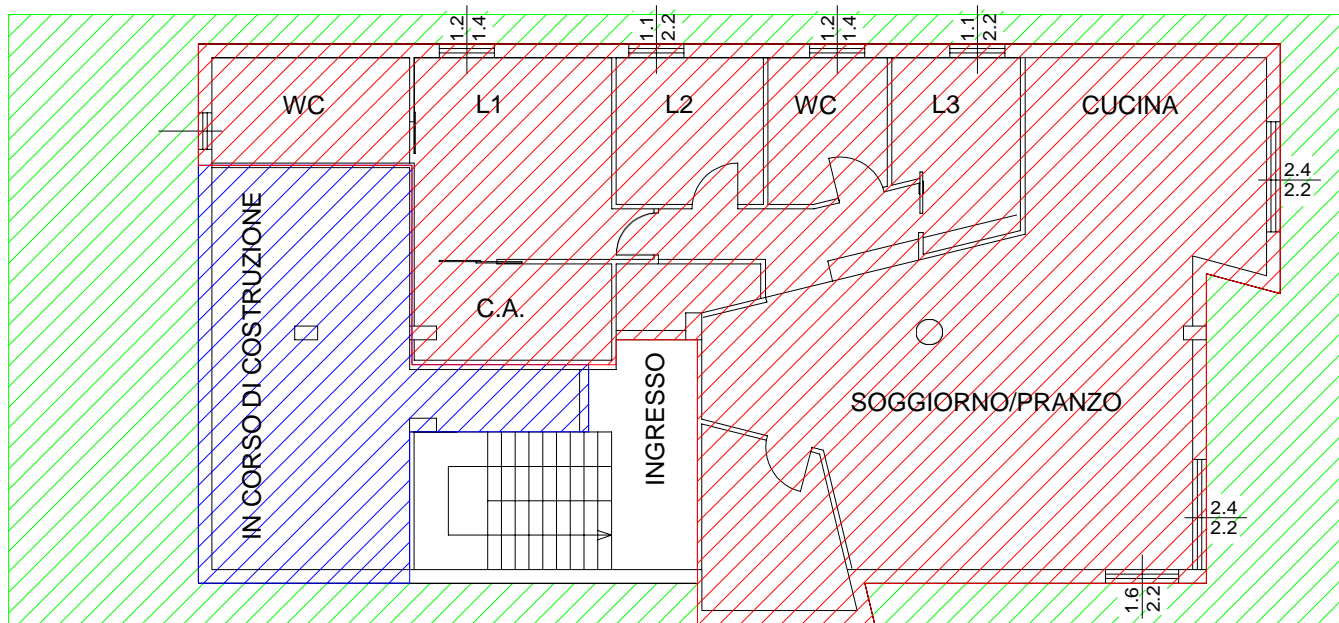 1.2
1.4
1.1
2.2
1.2
1.4
1.1
2.2
WC
L1
L2
WC
L3
CUCINA
2.4
2.2
IN CORSO DI COSTRUZIONE
C.A.
INGRESSO
SOGGIORNO/PRANZO
2.4
2.2
1.6
2.2